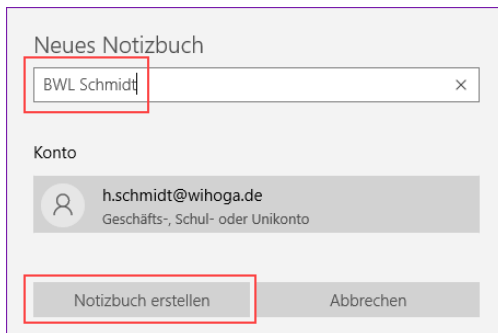 Neues Notizbuch
BWL Schmidt
Konto
h.schmidt@wihoga.de
Geschäfts-, Schul- oder Unikonto
Notizbuch erstellen
Abbrechen